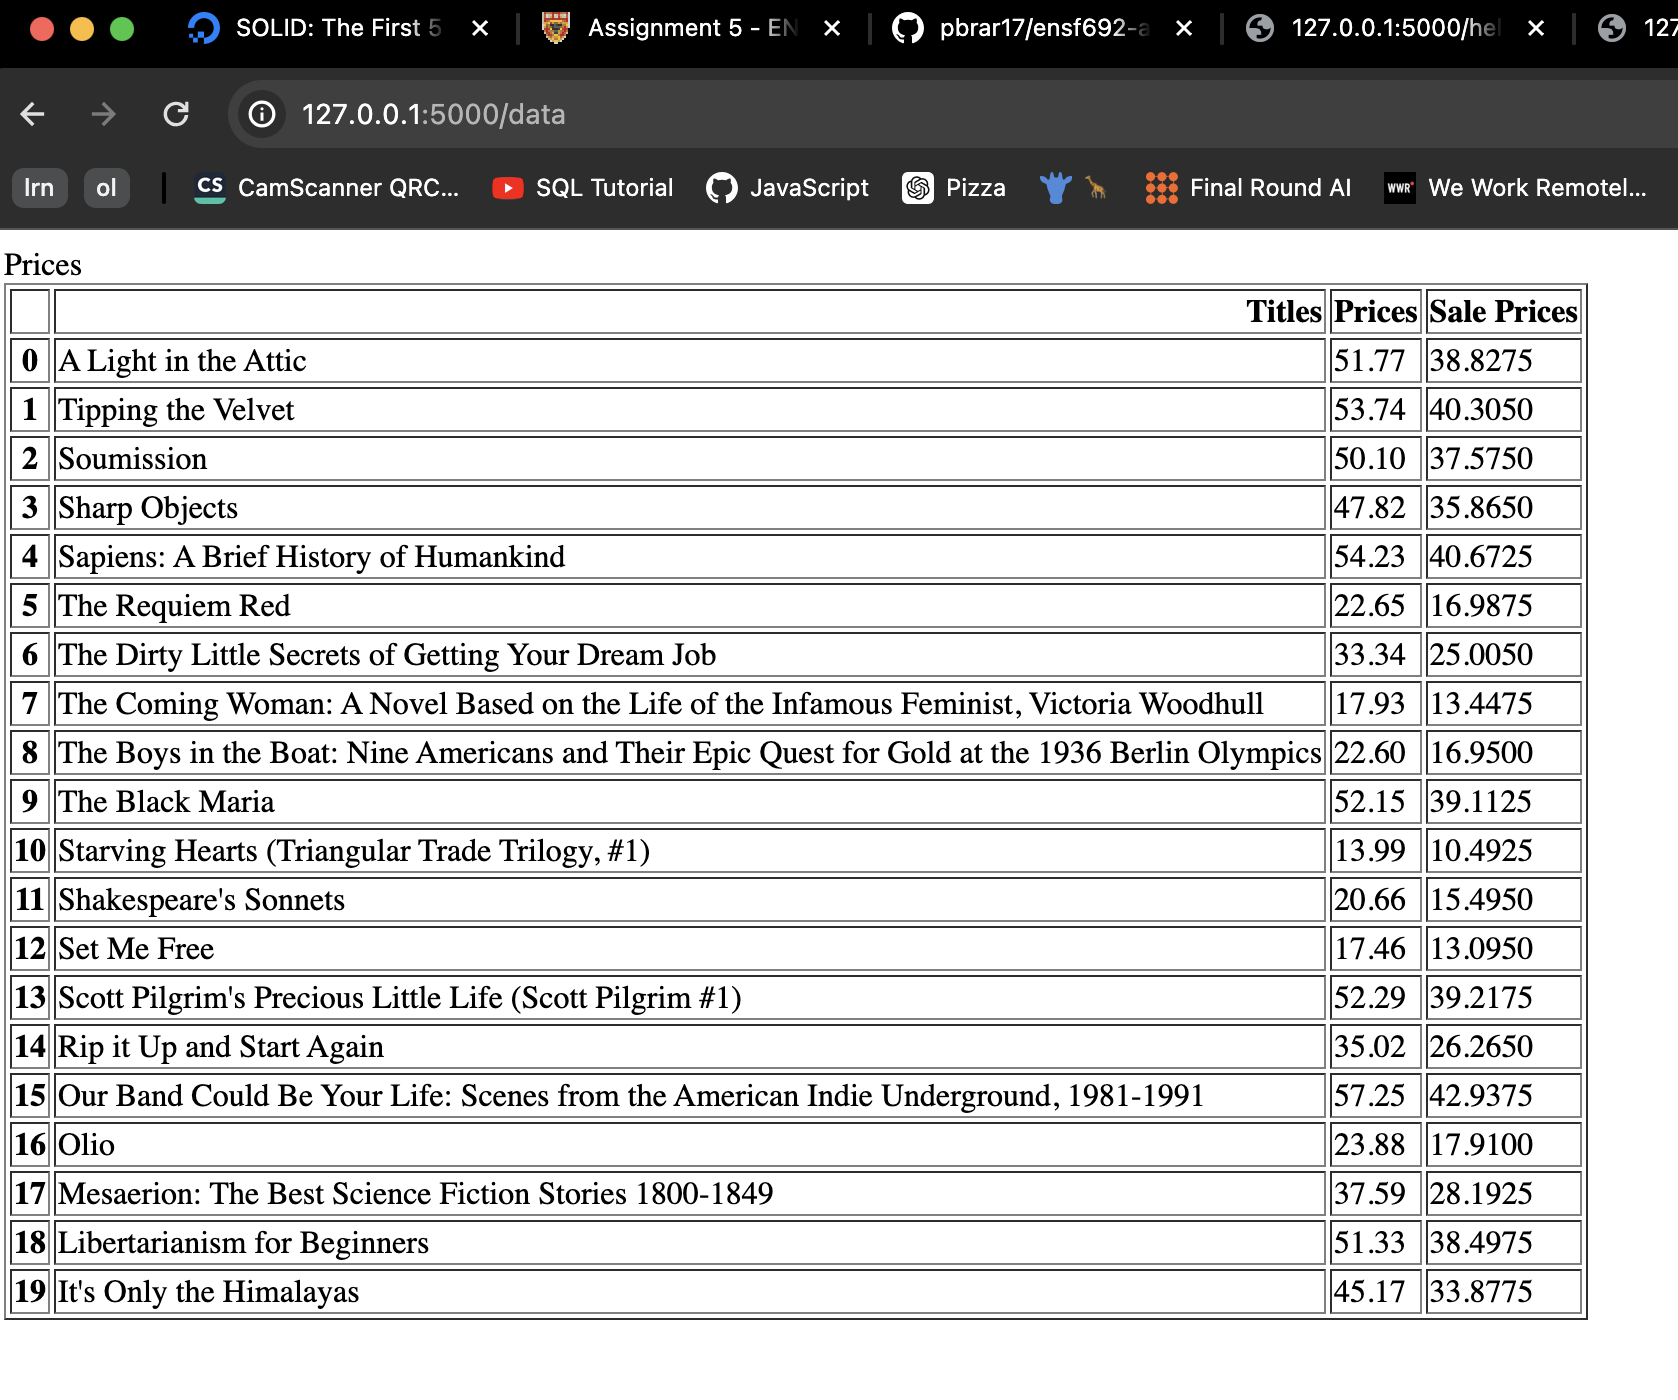 SOLID: The First 5
Assignment 5 - EN
pbrar17/ensf692-a
127.0.0.1:5000/hel
127
127.0.0.1:5000/data
lrn
ol
CS CamScanner QRC...
SQL Tutorial
JavaScript
Pizza
Final Round AI
WWR We Work Remotel...
Prices
Titles Prices Sale Prices
0 A Light in the Attic 51.77 38.8275
1 Tipping the Velvet 53.74 40.3050
2 Soumission 50.10 37.5750
3 Sharp Objects 47.82 35.8650
4 Sapiens: A Brief History of Humankind 54.23 40.6725
5 The Requiem Red 22.65 16.9875
6 The Dirty Little Secrets of Getting Your Dream Job 33.34 25.0050
7 The Coming Woman: A Novel Based on the Life of the Infamous Feminist, Victoria Woodhull 17.93 13.4475
8 The Boys in the Boat: Nine Americans and Their Epic Quest for Gold at the 1936 Berlin Olympics 22.60 16.9500
9 The Black Maria 52.15 39.1125
10 Starving Hearts (Triangular Trade Trilogy, #1) 13.99 10.4925
11 Shakespeare's Sonnets 20.66 15.4950
12 Set Me Free 17.46 13.0950
13 Scott Pilgrim's Precious Little Life (Scott Pilgrim #1) 52.29 39.2175
14 Rip it Up and Start Again 35.02 26.2650
15 Our Band Could Be Your Life: Scenes from the American Indie Underground, 1981-1991 57.25 42.9375
16 Olio 23.88 17.9100
17 Mesaerion: The Best Science Fiction Stories 1800-1849 37.59 28.1925
18 Libertarianism for Beginners 51.33 38.4975
19 It's Only the Himalayas 45.17 33.8775